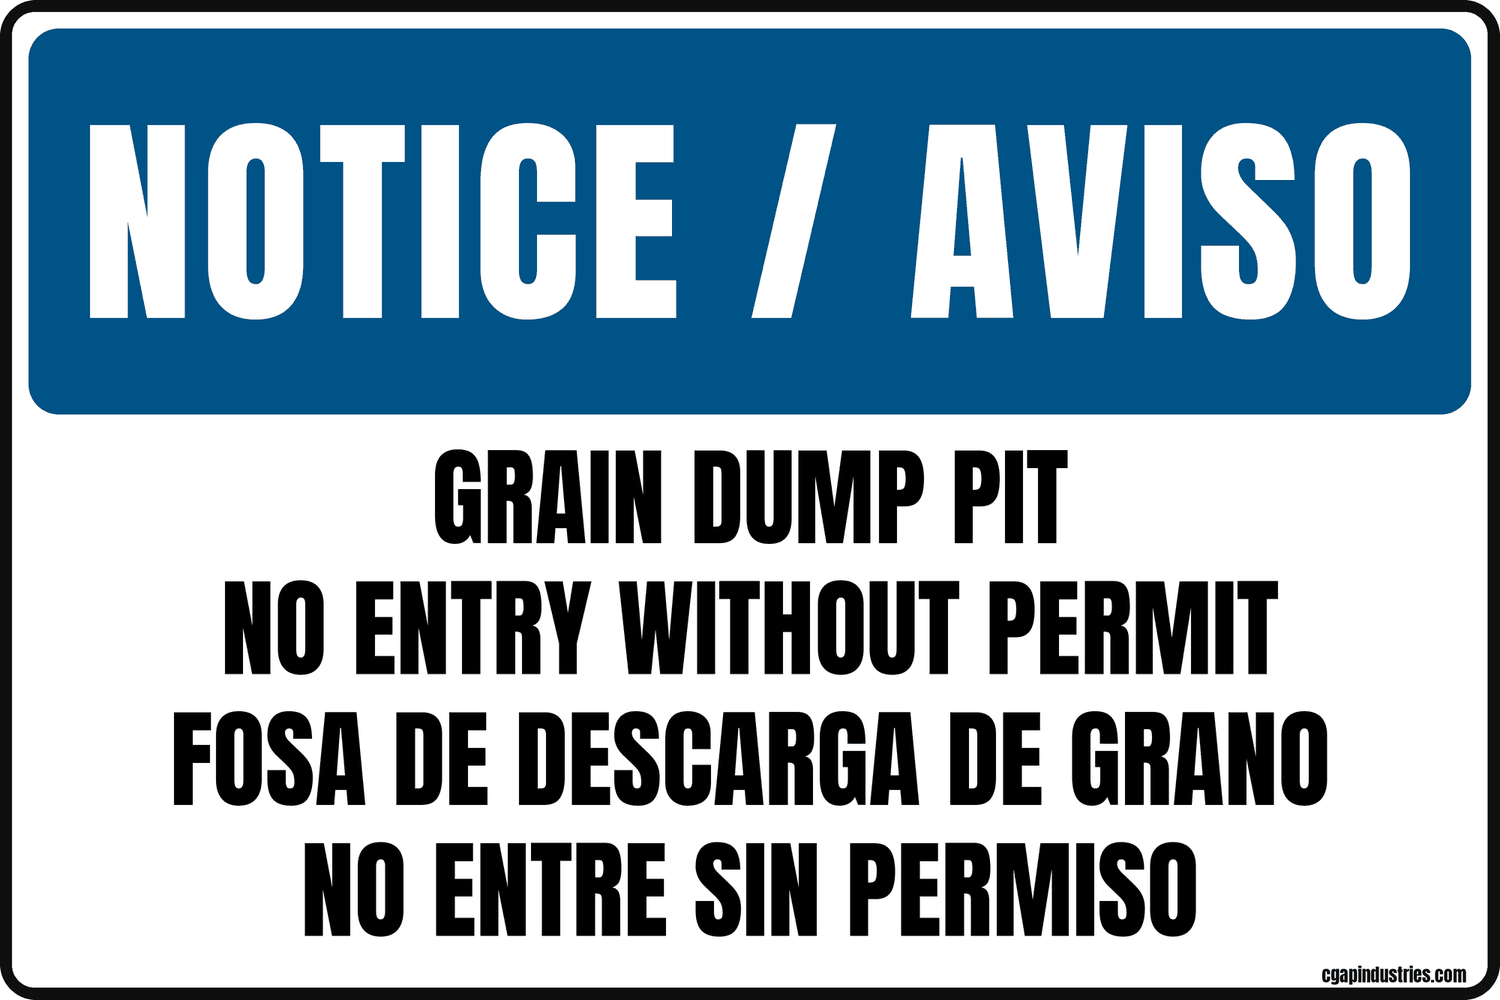 NOTICE / AVISO
GRAIN DUMP PIT
NO ENTRY WITHOUT PERMIT
FOSA DE DESCARGA DE GRANO
NO ENTRE SIN PERMISO
cgapindustries.com